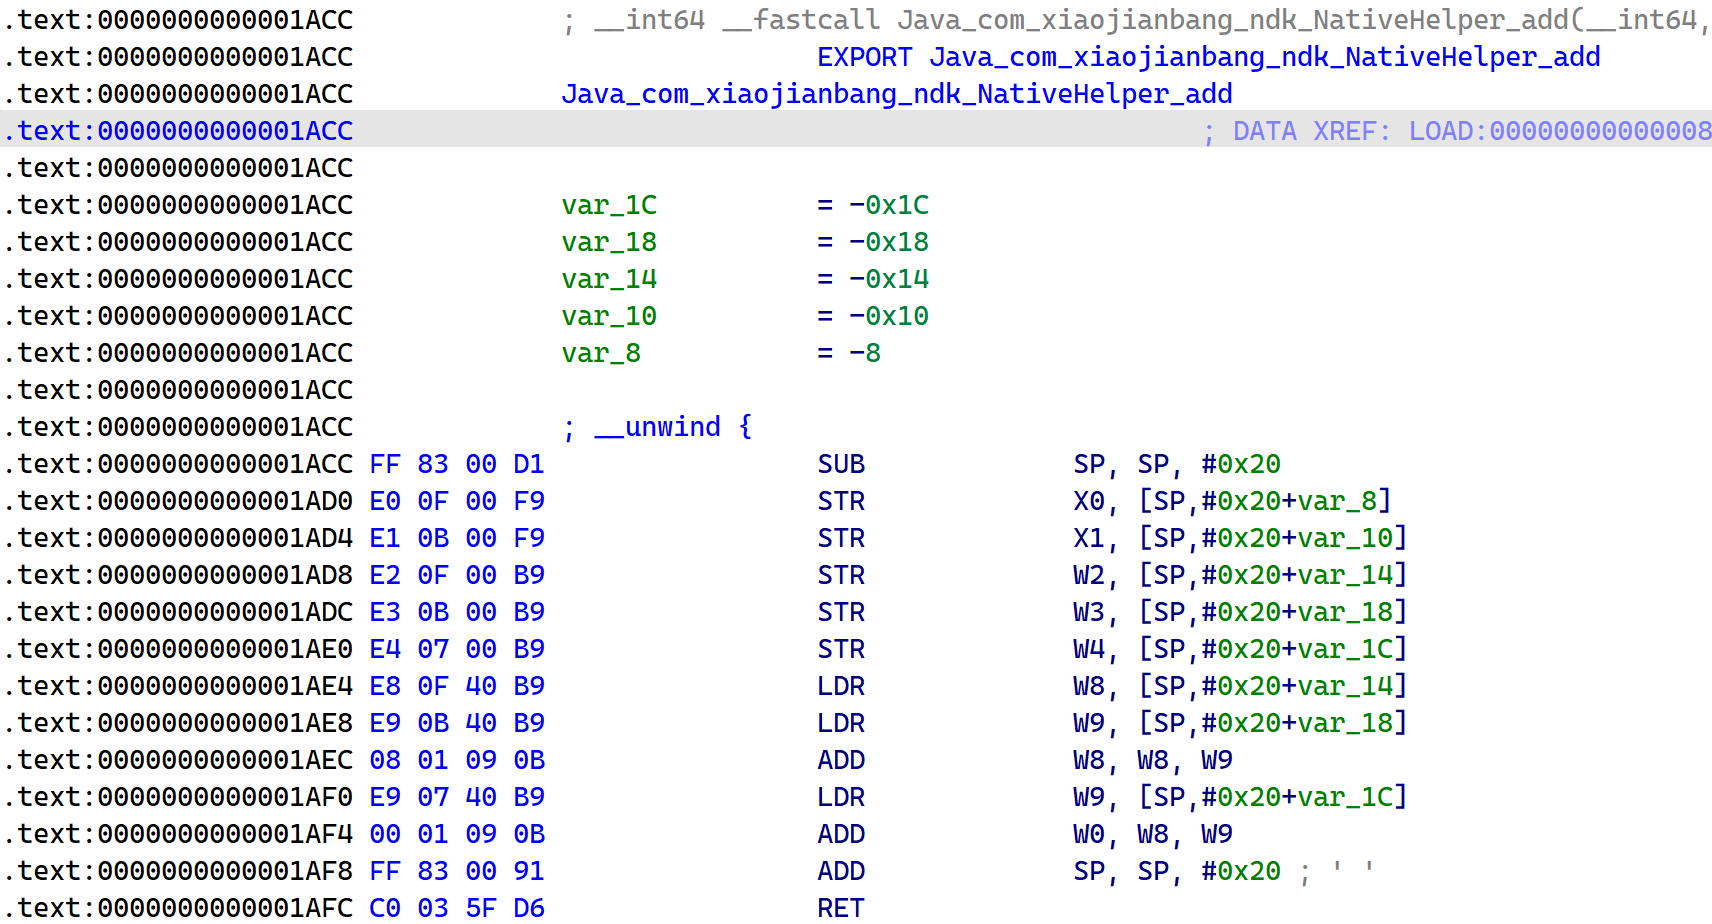 .text:0000000000001ACC ; __int64 __fastcall Java_com_xiaojianbang_ndk_NativeHelper_add(__int64,
.text:0000000000001ACC EXPORT Java_com_xiaojianbang_ndk_NativeHelper_add
.text:0000000000001ACC Java_com_xiaojianbang_ndk_NativeHelper_add
.text:0000000000001ACC ; DATA XREF: LOAD:00000000000008
.text:0000000000001ACC
.text:0000000000001ACC var_1C = -0x1C
.text:0000000000001ACC var_18 = -0x18
.text:0000000000001ACC var_14 = -0x14
.text:0000000000001ACC var_10 = -0x10
.text:0000000000001ACC var_8 = -8
.text:0000000000001ACC
.text:0000000000001ACC ; __unwind {
.text:0000000000001ACC FF 83 00 D1 SUB SP, SP, #0x20
.text:0000000000001AD0 E0 0F 00 F9 STR X0, [SP,#0x20+var_8]
.text:0000000000001AD4 E1 0B 00 F9 STR X1, [SP,#0x20+var_10]
.text:0000000000001AD8 E2 0F 00 B9 STR W2, [SP,#0x20+var_14]
.text:0000000000001ADC E3 0B 00 B9 STR W3, [SP,#0x20+var_18]
.text:0000000000001AE0 E4 07 00 B9 STR W4, [SP,#0x20+var_1C]
.text:0000000000001AE4 E8 0F 40 B9 LDR W8, [SP,#0x20+var_14]
.text:0000000000001AE8 E9 0B 40 B9 LDR W9, [SP,#0x20+var_18]
.text:0000000000001AEC 08 01 09 0B ADD W8, W8, W9
.text:0000000000001AF0 E9 07 40 B9 LDR W9, [SP,#0x20+var_1C]
.text:0000000000001AF4 00 01 09 0B ADD W0, W8, W9
.text:0000000000001AF8 FF 83 00 91 ADD SP, SP, #0x20 ; ' '
.text:0000000000001AFC C0 03 5F D6 RET